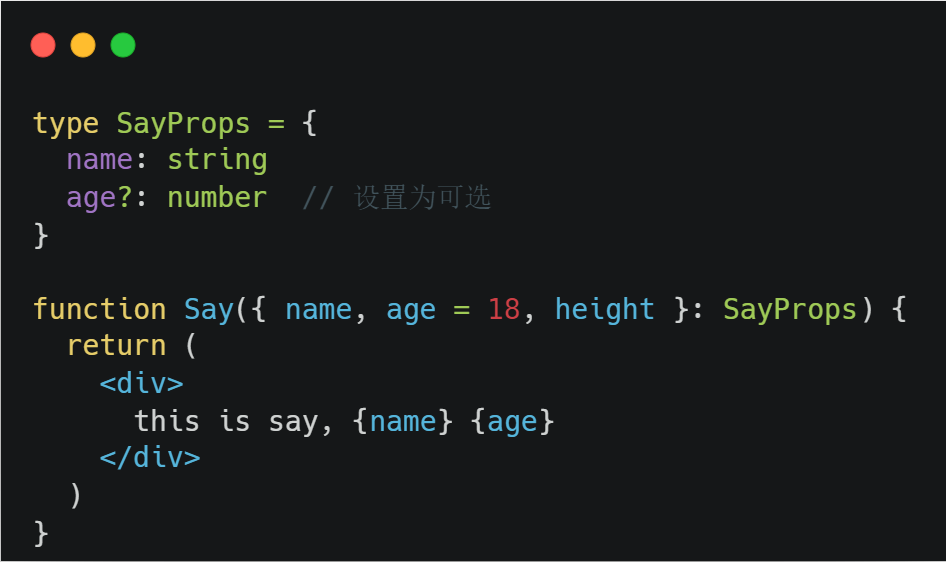 type SayProps = {
  name: string
  age?: number  // 设置为可选
}

function Say({ name, age = 18, height }: SayProps) {
  return (
    <div>
      this is say, {name} {age}
    </div>
  )
}